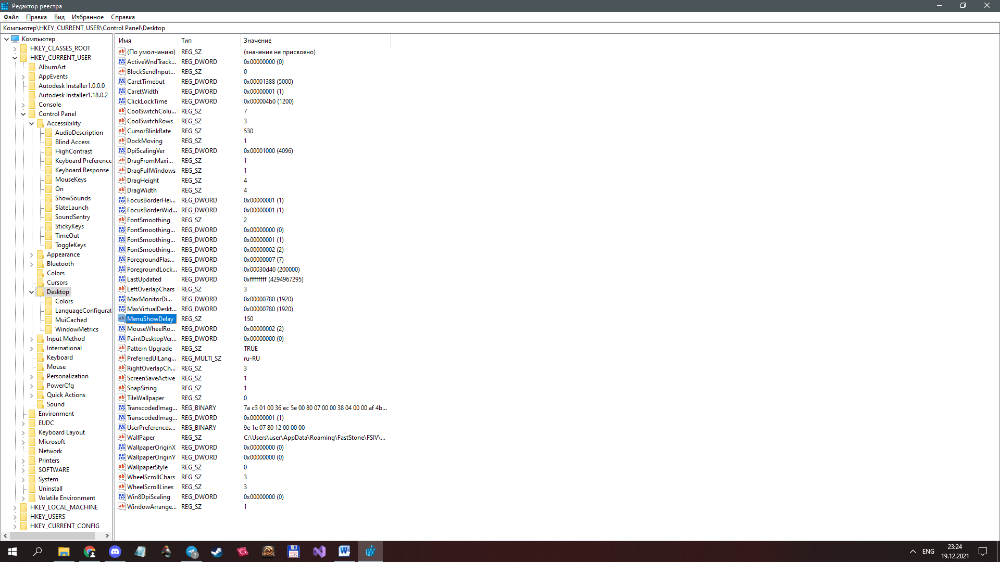 Редактор реестра
Файл Правка Вид Избранное Справка
Компьютер\HKEY_CURRENT_USER\Control Panel\Desktop
Компьютер
HKEY_CLASSES_ROOT
HKEY_CURRENT_USER
AlbumArt
AppEvents
Autodesk Installer1.0.0.0
Autodesk Installer1.18.0.2
Console
Control Panel
Accessibility
AudioDescription
Blind Access
HighContrast
Keyboard Preference
Keyboard Response
MouseKeys
On
ShowSounds
SlateLaunch
SoundSentry
StickyKeys
TimeOut
ToggleKeys
Appearance
Bluetooth
Colors
Cursors
Desktop
Colors
LanguageConfigurat
MuiCached
WindowMetrics
Input Method
International
Keyboard
Mouse
Personalization
PowerCfg
Quick Actions
Sound
Environment
EUDC
Keyboard Layout
Microsoft
Network
Printers
SOFTWARE
System
Uninstall
Volatile Environment
HKEY_LOCAL_MACHINE
HKEY_USERS
HKEY_CURRENT_CONFIG
Имя Тип Значение
(По умолчанию) REG_SZ (значение не присвоено)
ActiveWndTrack... REG_DWORD 0x00000000 (0)
BlockSendInput... REG_SZ 0
CaretTimeout REG_DWORD 0x00001388 (5000)
CaretWidth REG_DWORD 0x00000001 (1)
ClickLockTime REG_DWORD 0x000004b0 (1200)
CoolSwitchColu... REG_SZ 7
CoolSwitchRows REG_SZ 3
CursorBlinkRate REG_SZ 530
DockMoving REG_SZ 1
DpiScalingVer REG_DWORD 0x00001000 (4096)
DragFromMaxi... REG_SZ 1
DragFullWindows REG_SZ 1
DragHeight REG_SZ 4
DragWidth REG_SZ 4
FocusBorderHei... REG_DWORD 0x00000001 (1)
FocusBorderWid... REG_DWORD 0x00000001 (1)
FontSmoothing REG_SZ 2
FontSmoothing... REG_DWORD 0x00000000 (0)
FontSmoothing... REG_DWORD 0x00000001 (1)
FontSmoothing... REG_DWORD 0x00000002 (2)
ForegroundFlas... REG_DWORD 0x00000007 (7)
ForegroundLock... REG_DWORD 0x00030d40 (200000)
LastUpdated REG_DWORD 0xffffffff (4294967295)
LeftOverlapChars REG_SZ 3
MaxMonitorDi... REG_DWORD 0x00000780 (1920)
MaxVirtualDeskt... REG_DWORD 0x00000780 (1920)
MenuShowDelay REG_SZ 150
MouseWheelRo... REG_DWORD 0x00000002 (2)
PaintDesktopVer... REG_DWORD 0x00000000 (0)
Pattern Upgrade REG_SZ TRUE
PreferredUILang... REG_MULTI_SZ ru-RU
RightOverlapCh... REG_SZ 3
ScreenSaveActive REG_SZ 1
SnapSizing REG_SZ 1
TileWallpaper REG_SZ 0
TranscodedImag... REG_BINARY 7a c3 01 00 36 ec 5e 00 80 07 00 00 38 04 00 00 af 4b...
TranscodedImag... REG_DWORD 0x00000001 (1)
UserPreferences... REG_BINARY 9e 1e 07 80 12 00 00 00
WallPaper REG_SZ C:\Users\user\AppData\Roaming\FastStone\FSIV\...
WallpaperOriginX REG_DWORD 0x00000000 (0)
WallpaperOriginY REG_DWORD 0x00000000 (0)
WallpaperStyle REG_SZ 0
WheelScrollChars REG_SZ 3
WheelScrollLines REG_SZ 3
Win8DpiScaling REG_DWORD 0x00000000 (0)
WindowArrange... REG_SZ 1
2
ENG
23:24
19.12.2021